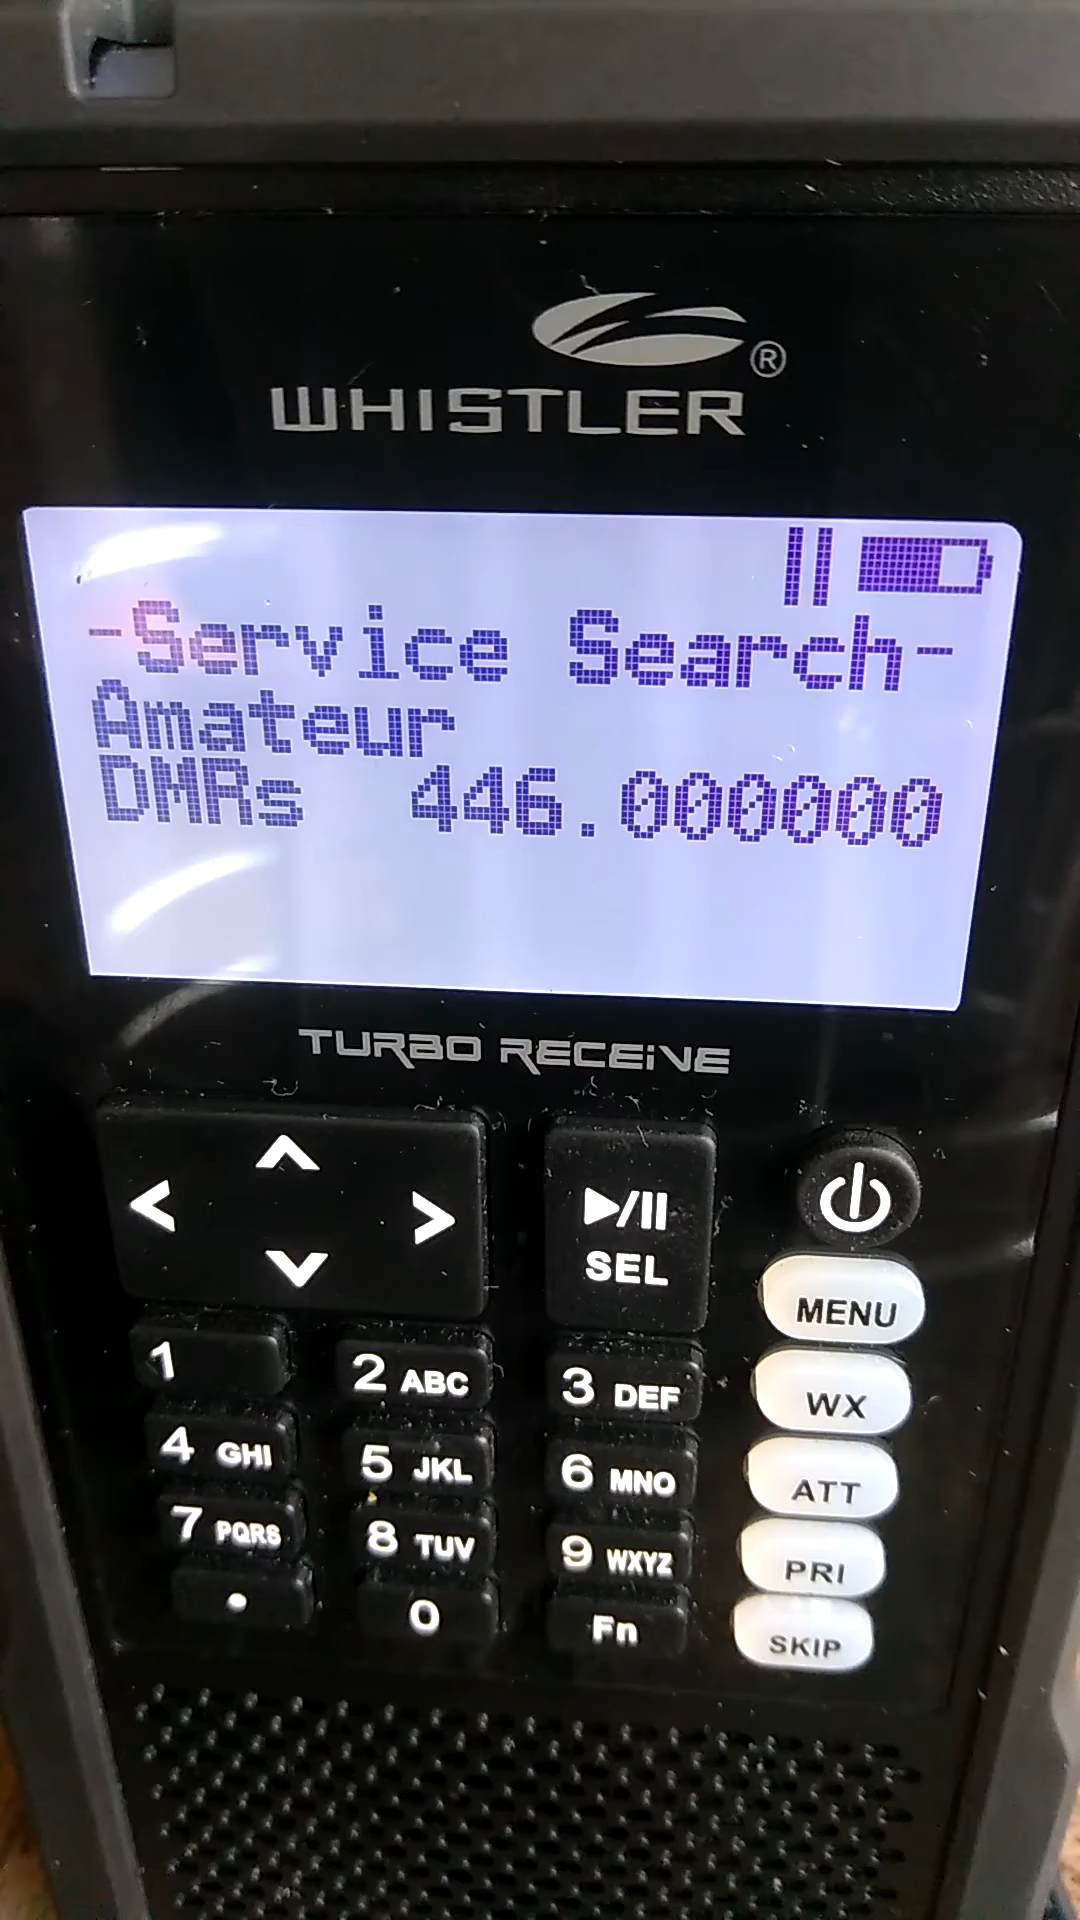 ®
WHISTLER
-Service Search-
Amateur
DMRs 446.000000
TURBO RECEIVE
SEL
MENU
1 2 ABC 3 DEF
WX
4 GHI 5 JKL 6 MNO
ATT
7 PQRS 8 TUV 9 WXYZ
PRI
. 0 Fn
SKIP